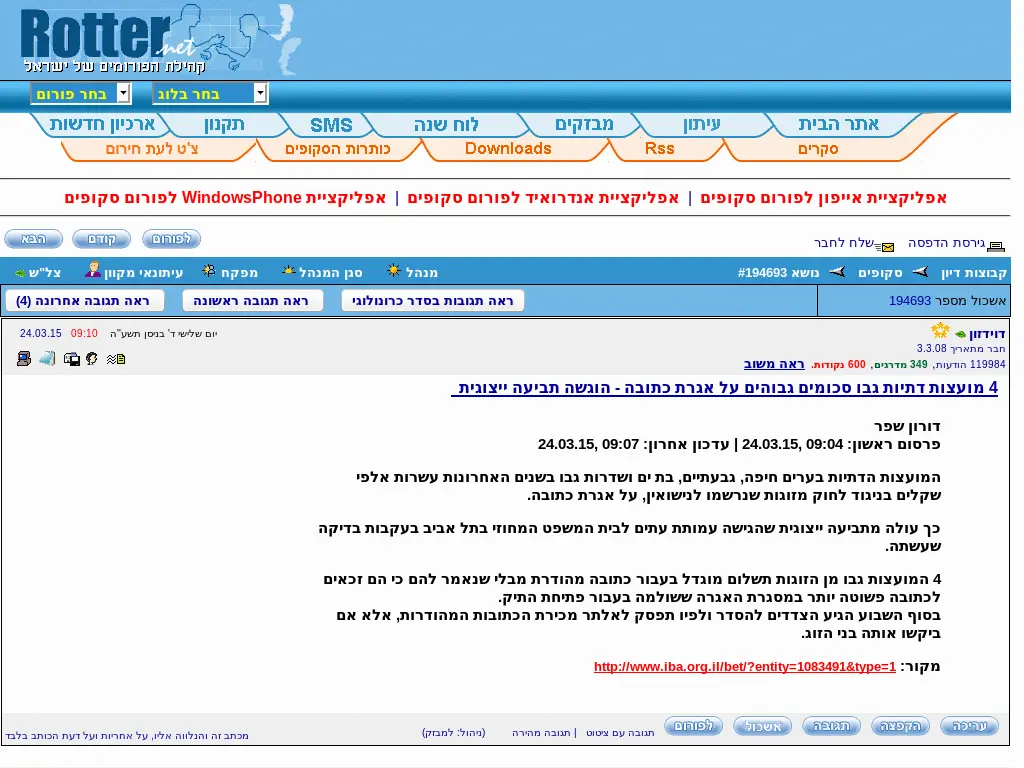 Rotter.net
קהילת הפורומים של ישראל
בחר פורום בחר בלוג
אתר הבית עיתון מבזקים לוח שנה SMS תקנון ארכיון חדשות
סקרים Rss Downloads כותרות הסקופים צ'ט לעת חירום
אפליקציית אייפון לפורום סקופים | אפליקציית אנדרואיד לפורום סקופים | אפליקציית WindowsPhone לפורום סקופים
גירסת הדפסה שלח לחבר לפורום קודם הבא
קבוצות דיון סקופים נושא #194693 מנהל סגן המנהל מפקח עיתונאי מקוון צל"ש
אשכול מספר 194693 ראה תגובות בסדר כרונולוגי ראה תגובה ראשונה ראה תגובה אחרונה (4)
דוידזון יום שלישי ד' בניסן תשע"ה 09:10 24.03.15
חבר מתאריך 3.3.08
119984 הודעות, 349 מדרגים, 600 נקודות. ראה משוב
4 מועצות דתיות גבו סכומים גבוהים על אגרת כתובה - הוגשה תביעה ייצוגית
דורון שפר
פרסום ראשון: 09:04 ,24.03.15 | עדכון אחרון: 09:07 ,24.03.15
המועצות הדתיות בערים חיפה, גבעתיים, בת ים ושדרות גבו בשנים האחרונות עשרות אלפי
שקלים בניגוד לחוק מזוגות שנרשמו לנישואין, על אגרת כתובה.
כך עולה מתביעה ייצוגית שהגישה עמותת עתים לבית המשפט המחוזי בתל אביב בעקבות בדיקה
שעשתה.
4 המועצות גבו מן הזוגות תשלום מוגדל בעבור כתובה מהודרת מבלי שנאמר להם כי הם זכאים
לכתובה פשוטה יותר במסגרת האגרה ששולמה בעבור פתיחת התיק.
בסוף השבוע הגיע הצדדים להסדר ולפיו תפסק לאלתר מכירת הכתובות המהודרות, אלא אם
ביקשו אותה בני הזוג.
מקור: http://www.iba.org.il/bet/?entity=1083491&type=1
עריכה הקפצה תגובה אשכול לפורום תגובה עם ציטוט | תגובה מהירה (ניהול: למבזק) מכתב זה והנלווה אליו, על אחריות ועל דעת הכותב בלבד